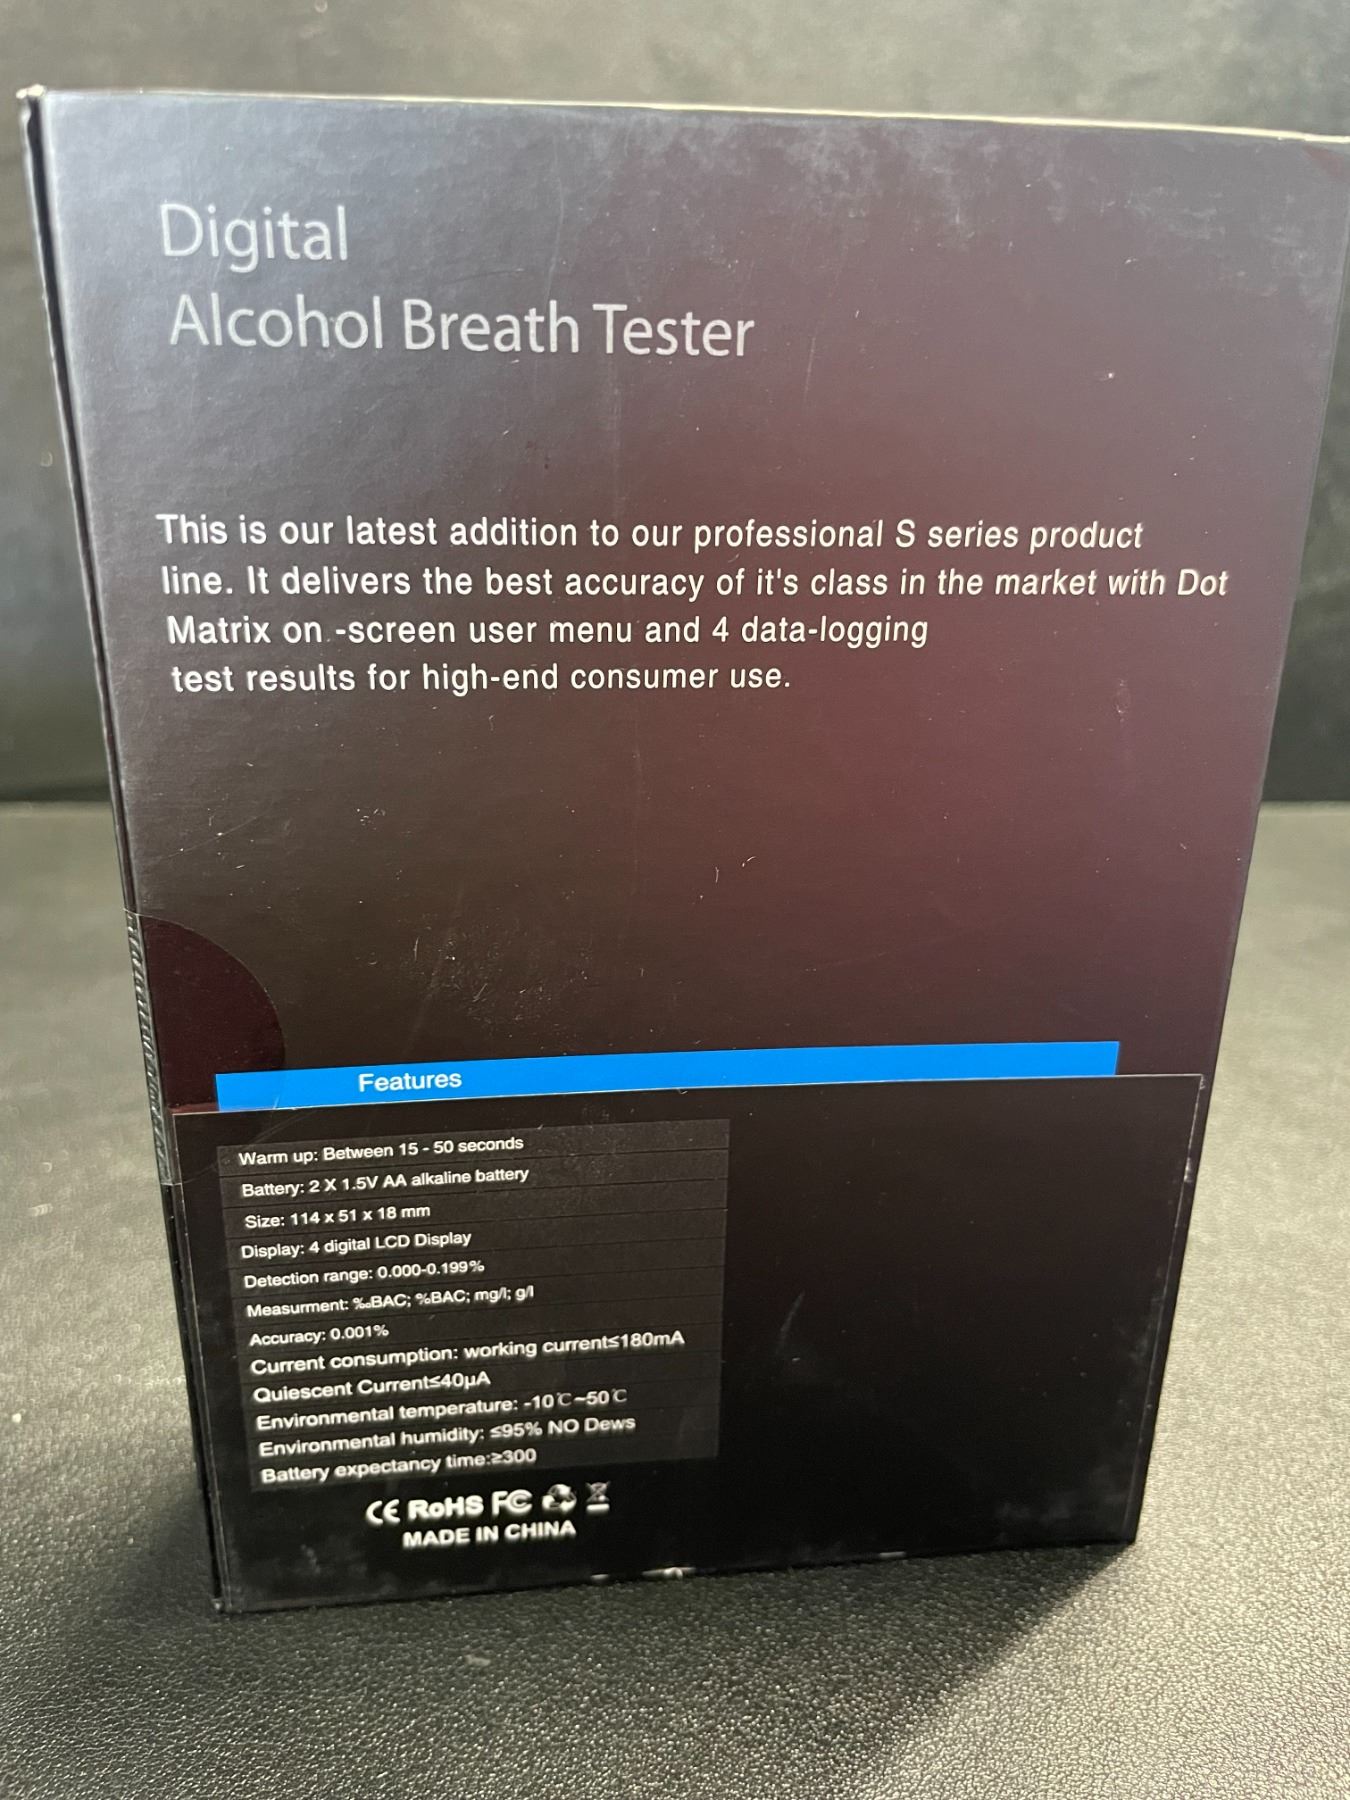 Digital
Alcohol Breath Tester
This is our latest addition to our professional S series product
line. It delivers the best accuracy of it's class in the market with Dot
Matrix on -screen user menu and 4 data-logging
test results for high-end consumer use.
Features
Warm up: Between 15 - 50 seconds
Battery: 2 X 1.5V AA alkaline battery
Size: 114 x 51 x 18 mm
Display: 4 digital LCD Display
Detection range: 0.000-0.199%
Measurment: ‰BAC; %BAC; mg/l; g/l
Accuracy: 0.001%
Current consumption: working current≤180mA
Quiescent Current≤40μA
Environmental temperature: -10℃~50℃
Environmental humidity: ≤95% NO Dews
Battery expectancy time:≥300
CE RoHS FC
MADE IN CHINA